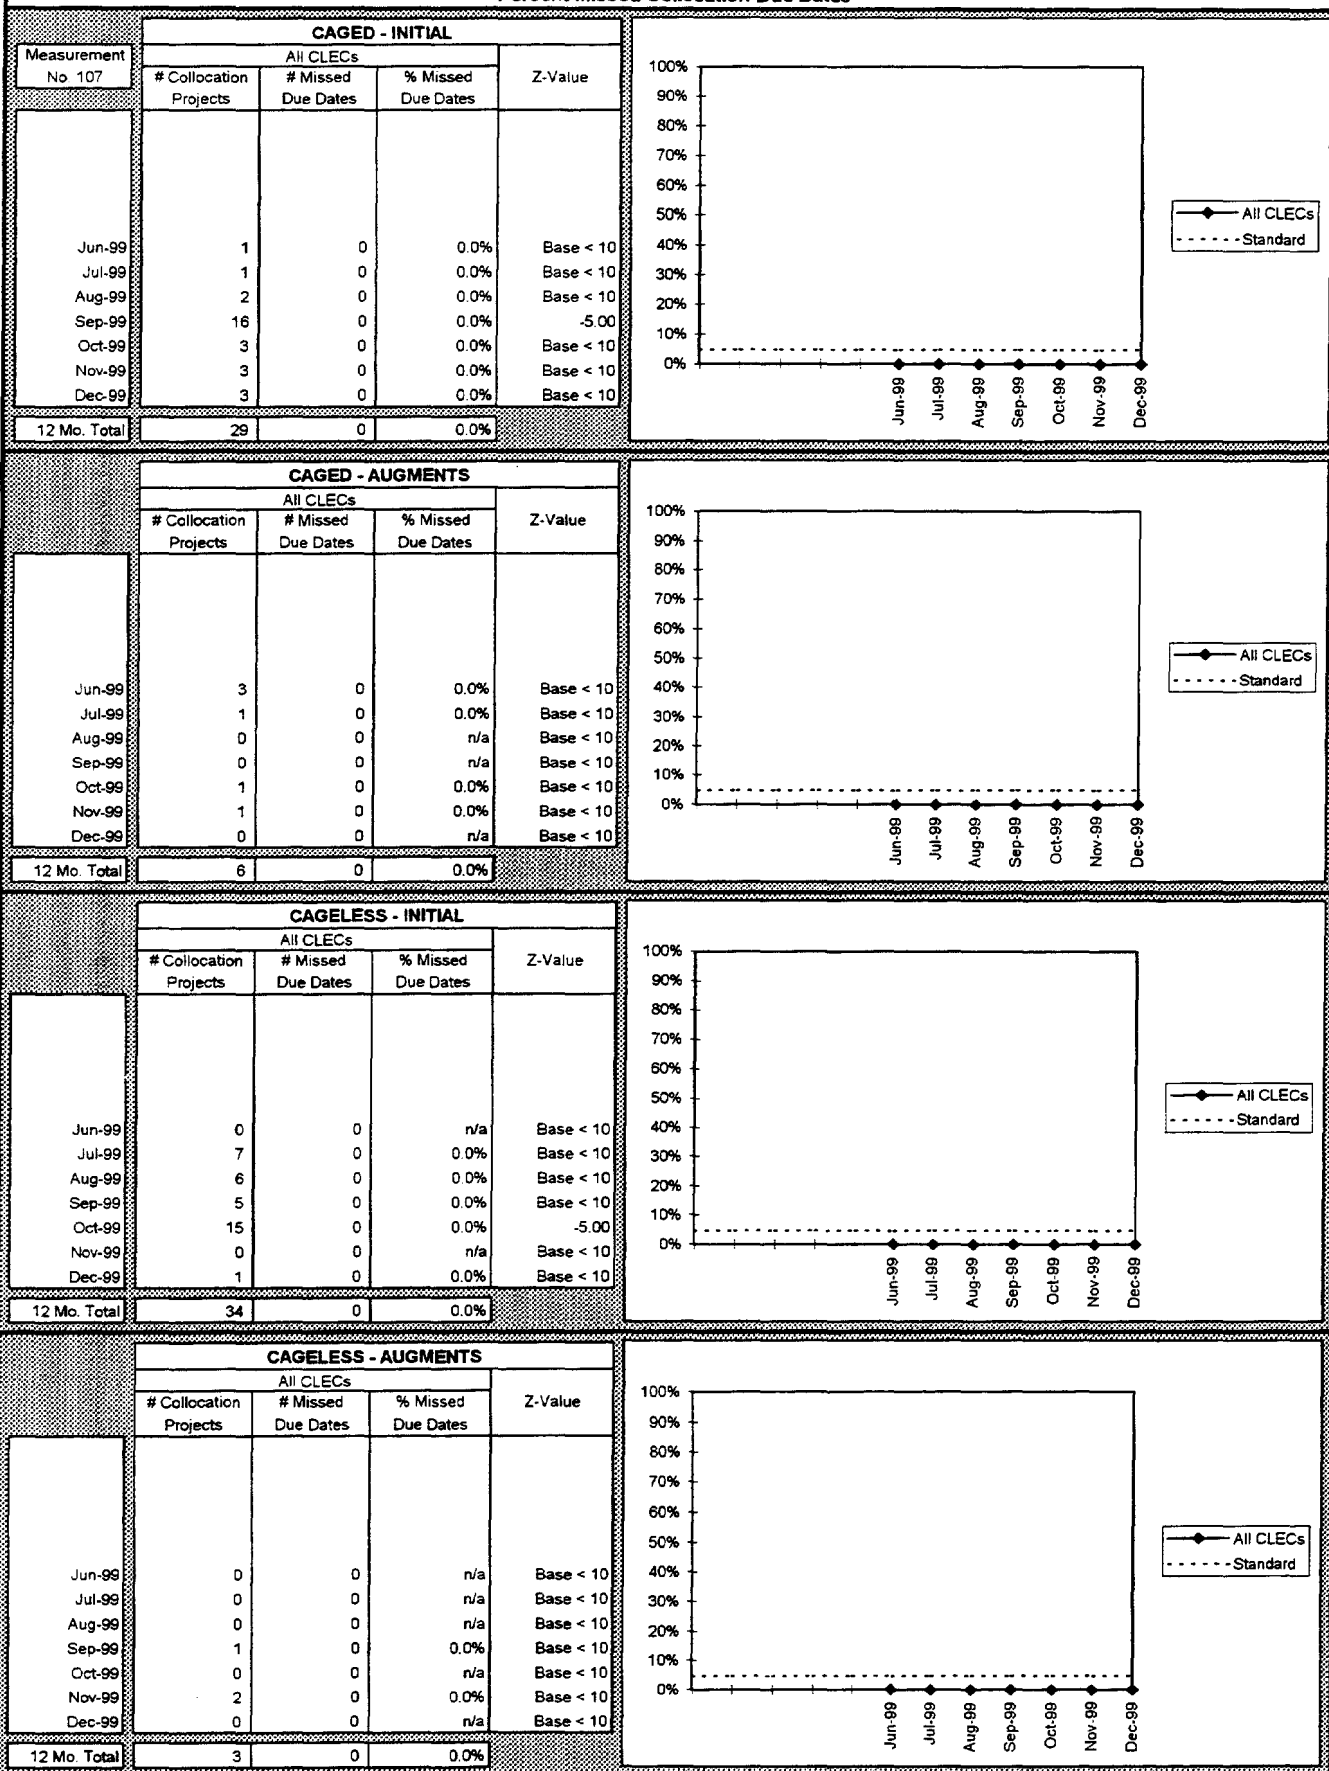 Percent Missed Collocation Due Dates
CAGED - INITIAL
Measurement
No. 107
All CLECs
# Collocation Projects # Missed Due Dates % Missed Due Dates Z-Value
Jun-99 1 0 0.0% Base < 10
Jul-99 1 0 0.0% Base < 10
Aug-99 2 0 0.0% Base < 10
Sep-99 16 0 0.0% -5.00
Oct-99 3 0 0.0% Base < 10
Nov-99 3 0 0.0% Base < 10
Dec-99 3 0 0.0% Base < 10
12 Mo. Total 29 0 0.0%
100%
90%
80%
70%
60%
50%
40%
30%
20%
10%
0%
Jun-99 Jul-99 Aug-99 Sep-99 Oct-99 Nov-99 Dec-99
All CLECs
Standard
CAGED - AUGMENTS
All CLECs
# Collocation Projects # Missed Due Dates % Missed Due Dates Z-Value
Jun-99 3 0 0.0% Base < 10
Jul-99 1 0 0.0% Base < 10
Aug-99 0 0 n/a Base < 10
Sep-99 0 0 n/a Base < 10
Oct-99 1 0 0.0% Base < 10
Nov-99 1 0 0.0% Base < 10
Dec-99 0 0 n/a Base < 10
12 Mo. Total 6 0 0.0%
100%
90%
80%
70%
60%
50%
40%
30%
20%
10%
0%
Jun-99 Jul-99 Aug-99 Sep-99 Oct-99 Nov-99 Dec-99
All CLECs
Standard
CAGELESS - INITIAL
All CLECs
# Collocation Projects # Missed Due Dates % Missed Due Dates Z-Value
Jun-99 0 0 n/a Base < 10
Jul-99 7 0 0.0% Base < 10
Aug-99 6 0 0.0% Base < 10
Sep-99 5 0 0.0% Base < 10
Oct-99 15 0 0.0% -5.00
Nov-99 0 0 n/a Base < 10
Dec-99 1 0 0.0% Base < 10
12 Mo. Total 34 0 0.0%
100%
90%
80%
70%
60%
50%
40%
30%
20%
10%
0%
Jun-99 Jul-99 Aug-99 Sep-99 Oct-99 Nov-99 Dec-99
All CLECs
Standard
CAGELESS - AUGMENTS
All CLECs
# Collocation Projects # Missed Due Dates % Missed Due Dates Z-Value
Jun-99 0 0 n/a Base < 10
Jul-99 0 0 n/a Base < 10
Aug-99 0 0 n/a Base < 10
Sep-99 1 0 0.0% Base < 10
Oct-99 0 0 n/a Base < 10
Nov-99 2 0 0.0% Base < 10
Dec-99 0 0 n/a Base < 10
12 Mo. Total 3 0 0.0%
100%
90%
80%
70%
60%
50%
40%
30%
20%
10%
0%
Jun-99 Jul-99 Aug-99 Sep-99 Oct-99 Nov-99 Dec-99
All CLECs
Standard